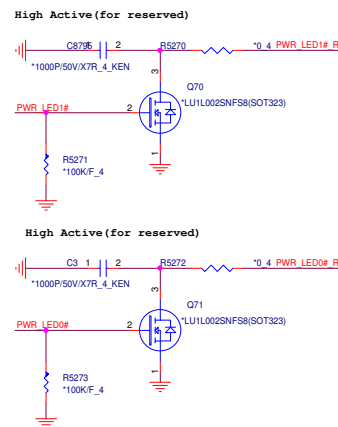 High Active(for reserved)
C8795 1 2 R5270 *0_4 PWR_LED1#_R
*1000P/50V/X7R_4_KEN
3
Q70
PWR_LED1# 2 *LU1L002SNFS8(SOT323)
1
R5271
*100K/F_4
High Active(for reserved)
C3 1 2 R5272 *0_4 PWR_LED0#_R
*1000P/50V/X7R_4_KEN
3
Q71
PWR_LED0# 2 *LU1L002SNFS8(SOT323)
1
R5273
*100K/F_4